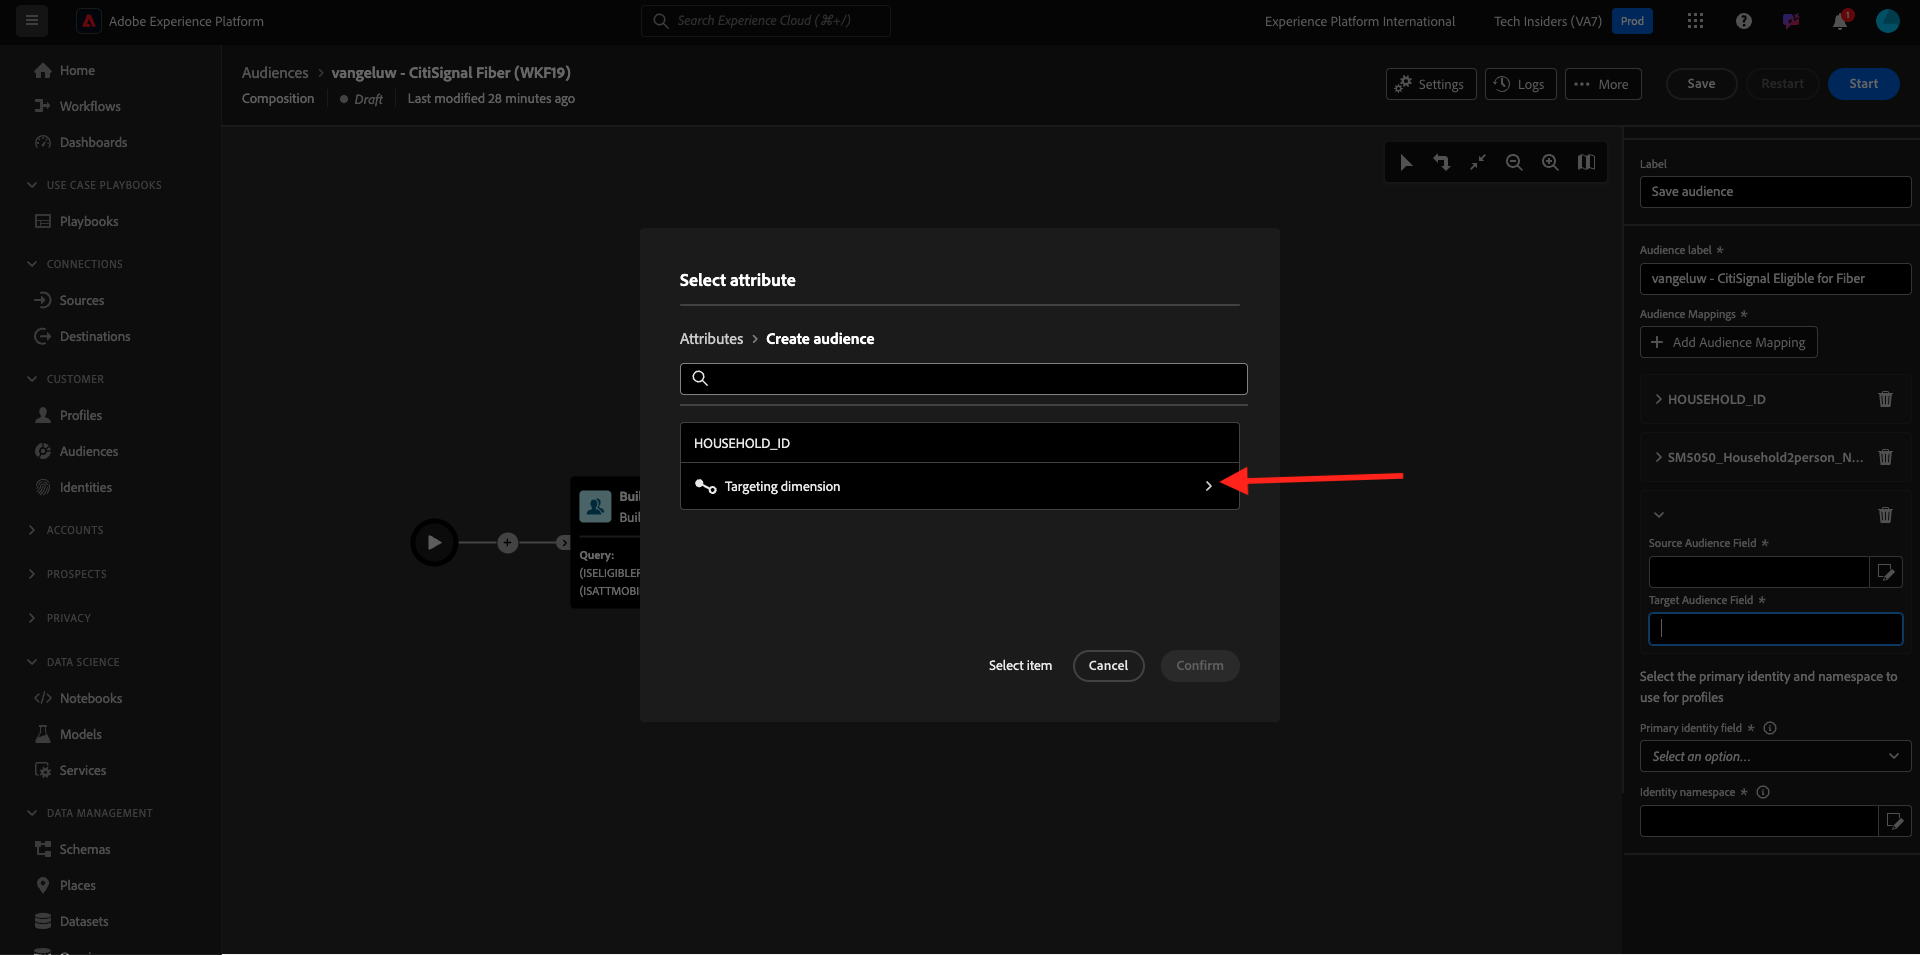 Adobe Experience Platform
Search Experience Cloud (⌘+/)
Experience Platform International
Tech Insiders (VA7)
Prod
1
Home
Workflows
Dashboards
USE CASE PLAYBOOKS
Playbooks
CONNECTIONS
Sources
Destinations
CUSTOMER
Profiles
Audiences
Identities
ACCOUNTS
PROSPECTS
PRIVACY
DATA SCIENCE
Notebooks
Models
Services
DATA MANAGEMENT
Schemas
Places
Datasets
Audiences > vangeluw - CitiSignal Fiber (WKF19)
Composition
Draft
Last modified 28 minutes ago
Settings
Logs
More
Save
Restart
Start
Buil
Buil
Query:
(ISELIGIBLEF
(ISATTMOBI
Select attribute
Attributes > Create audience
HOUSEHOLD_ID
Targeting dimension
Select item
Cancel
Confirm
Label
Save audience
Audience label *
vangeluw - CitiSignal Eligible for Fiber
Audience Mappings *
+ Add Audience Mapping
HOUSEHOLD_ID
SM5050_Household2person_N...
Source Audience Field *
Target Audience Field *
Select the primary identity and namespace to
use for profiles
Primary identity field *
Select an option...
Identity namespace *